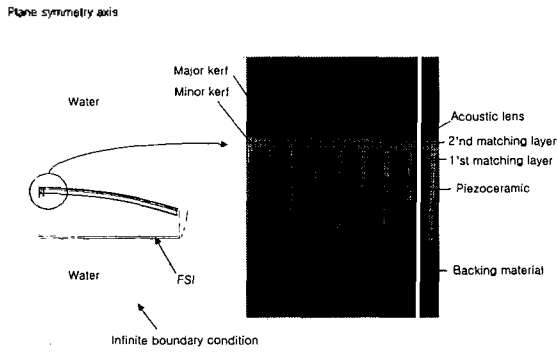 Plane symmetry axis
Major kerf
Minor kerf
Water
Acoustic lens
2'nd matching layer
1'st matching layer
Piezoceramic
Backing material
Water
FSI
Infinite boundary condition